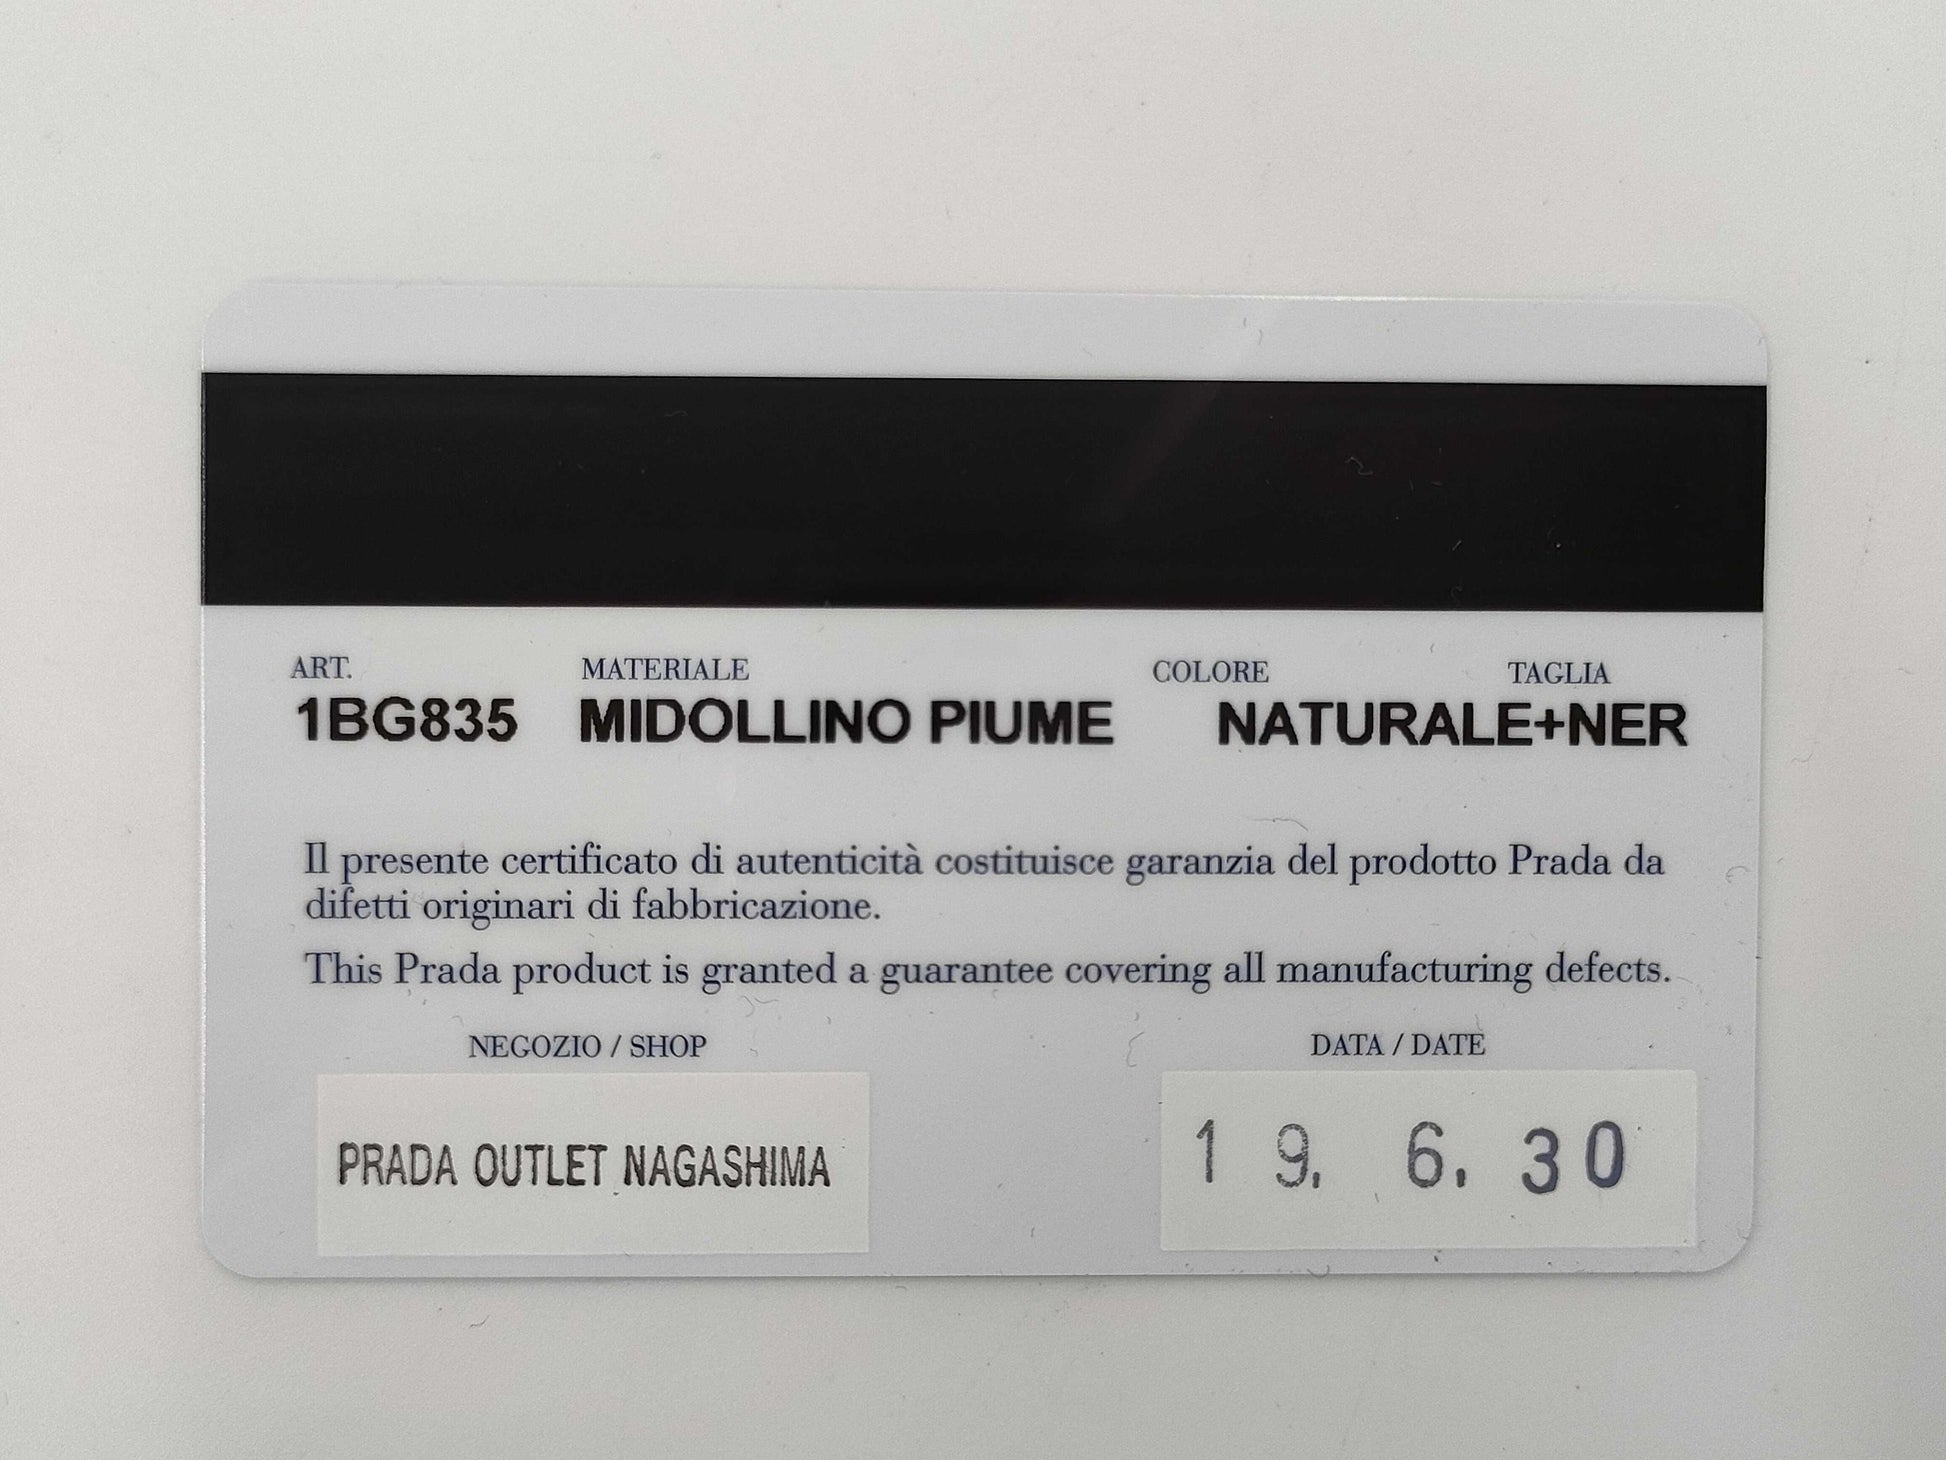 ART. MATERIALE COLORE TAGLIA
1BG835 MIDOLLINO PIUME NATURALE+NER
Il presente certificato di autenticità costituisce garanzia del prodotto Prada da
difetti originari di fabbricazione.
This Prada product is granted a guarantee covering all manufacturing defects.
NEGOZIO / SHOP DATA / DATE
PRADA OUTLET NAGASHIMA 19. 6. 30